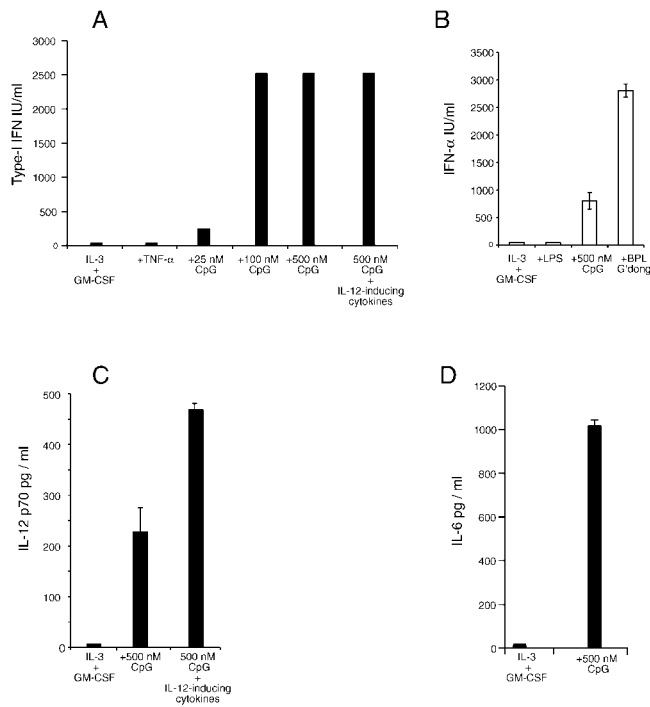 A
Type-I IFN IU/ml
3000
2500
2000
1500
1000
500
0
IL-3
+
GM-CSF
+TNF-α
+25 nM
CpG
+100 nM
CpG
+500 nM
CpG
500 nM
CpG
+
IL-12-inducing
cytokines
B
IFN-α IU/ml
3500
3000
2500
2000
1500
1000
500
0
IL-3
+
GM-CSF
+LPS
+500 nM
CpG
+BPL
G'dong
C
IL-12 p70 pg / ml
500
400
300
200
100
0
IL-3
+
GM-CSF
+500 nM
CpG
500 nM
CpG
+
IL-12-inducing
cytokines
D
IL-6 pg / ml
1200
1000
800
600
400
200
0
IL-3
+
GM-CSF
+500 nM
CpG